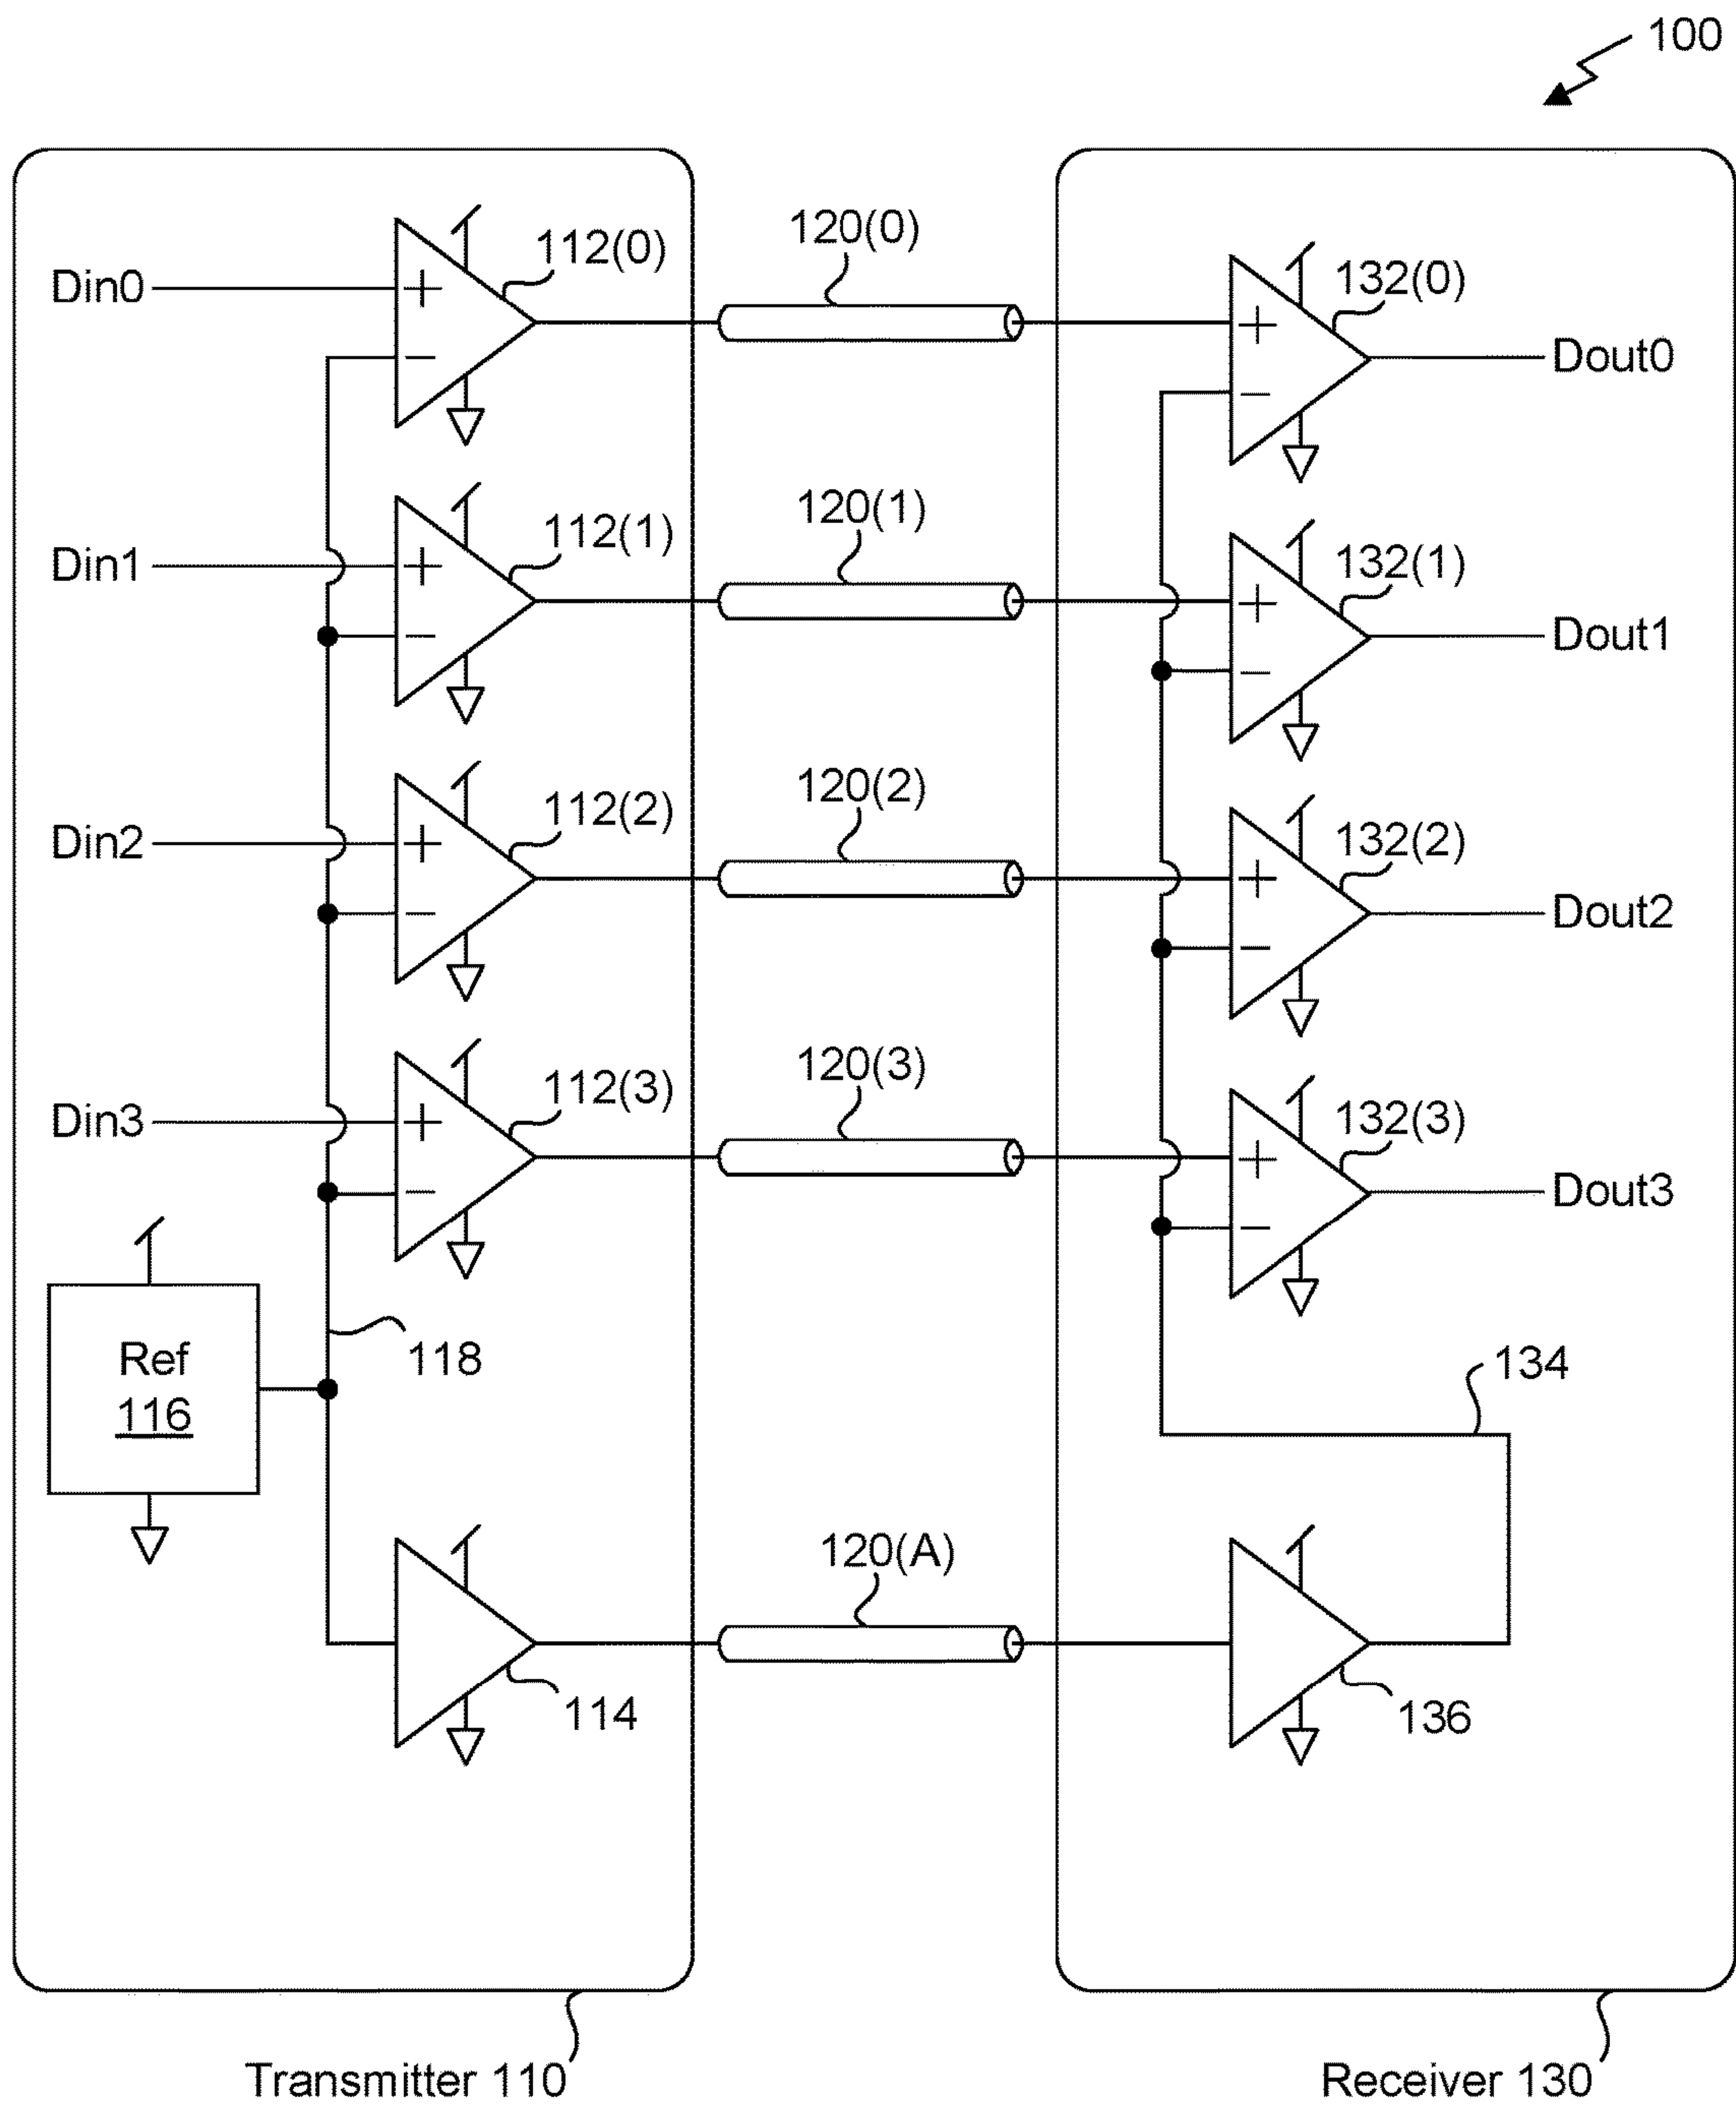 100
120(0)
112(0)
132(0)
Din0
+
+
−
Dout0
−
120(1)
112(1)
132(1)
Din1
+
+
−
Dout1
−
120(2)
112(2)
132(2)
Din2
+
+
−
Dout2
−
120(3)
112(3)
132(3)
Din3
+
+
−
Dout3
−
Ref
116
118
134
120(A)
114
136
Transmitter 110
Receiver 130